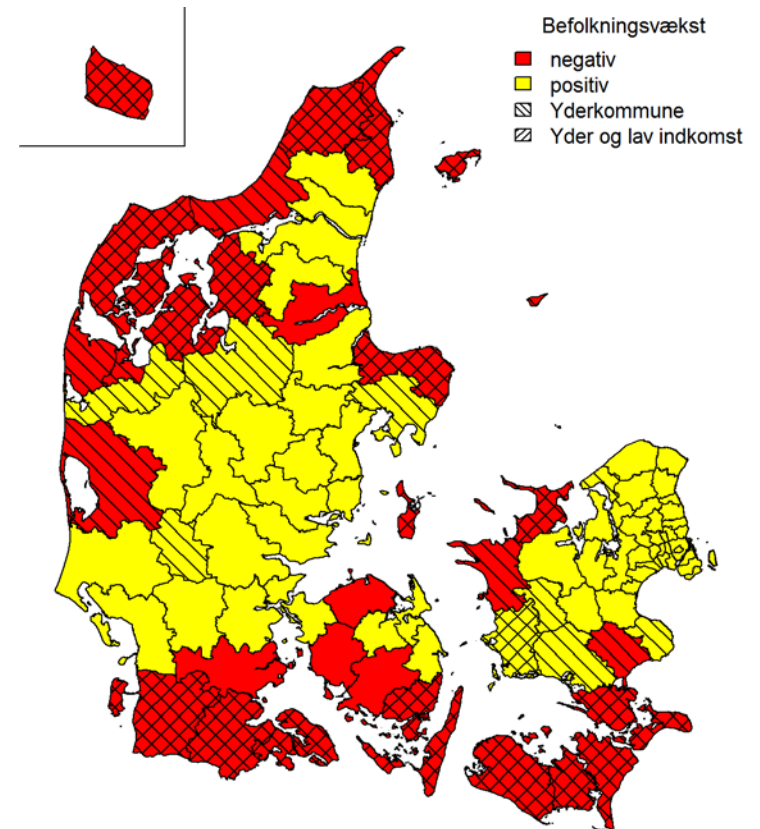 Befolkningsvækst
negativ
positiv
Yderkommune
Yder og lav indkomst